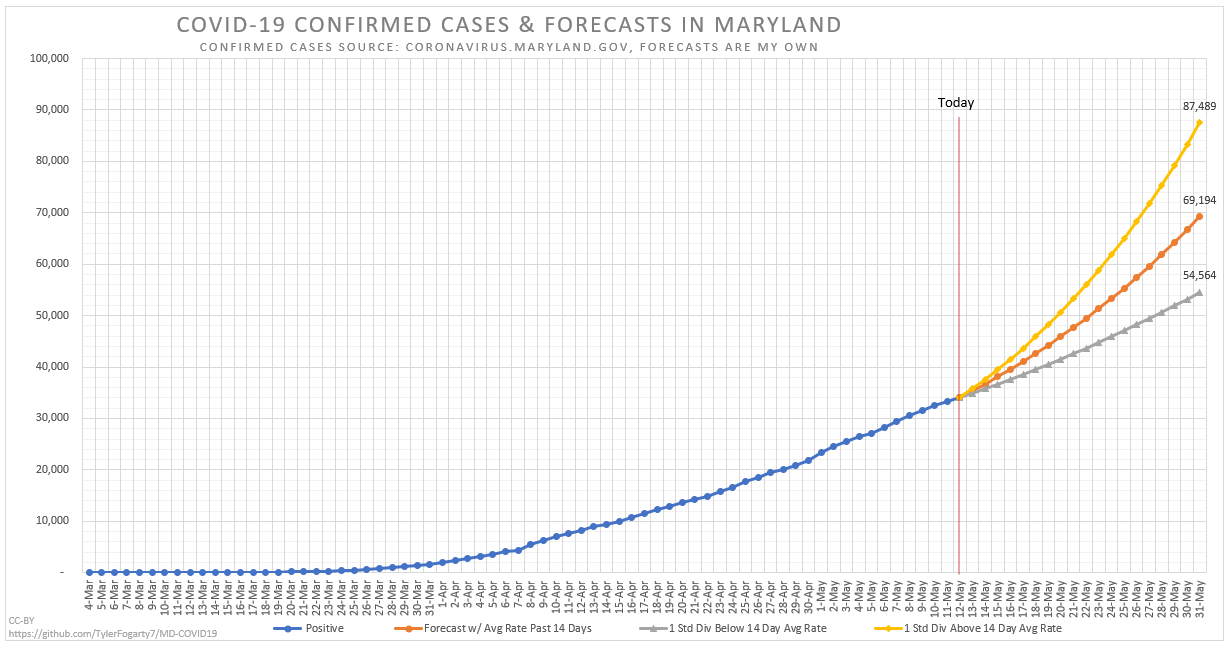 COVID-19 CONFIRMED CASES & FORECASTS IN MARYLAND
CONFIRMED CASES SOURCE: CORONAVIRUS.MARYLAND.GOV, FORECASTS ARE MY OWN
100,000
90,000
80,000
70,000
60,000
50,000
40,000
30,000
20,000
10,000
-
Today
87,489
69,194
54,564
4-Mar
5-Mar
6-Mar
7-Mar
8-Mar
9-Mar
10-Mar
11-Mar
12-Mar
13-Mar
14-Mar
15-Mar
16-Mar
17-Mar
18-Mar
19-Mar
20-Mar
21-Mar
22-Mar
23-Mar
24-Mar
25-Mar
26-Mar
27-Mar
28-Mar
29-Mar
30-Mar
31-Mar
1-Apr
2-Apr
3-Apr
4-Apr
5-Apr
6-Apr
7-Apr
8-Apr
9-Apr
10-Apr
11-Apr
12-Apr
13-Apr
14-Apr
15-Apr
16-Apr
17-Apr
18-Apr
19-Apr
20-Apr
21-Apr
22-Apr
23-Apr
24-Apr
25-Apr
26-Apr
27-Apr
28-Apr
29-Apr
30-Apr
1-May
2-May
3-May
4-May
5-May
6-May
7-May
8-May
9-May
10-May
11-May
12-May
13-May
14-May
15-May
16-May
17-May
18-May
19-May
20-May
21-May
22-May
23-May
24-May
25-May
26-May
27-May
28-May
29-May
30-May
31-May
CC-BY
https://github.com/TylerFogarty7/MD-COVID19
Positive
Forecast w/ Avg Rate Past 14 Days
1 Std Div Below 14 Day Avg Rate
1 Std Div Above 14 Day Avg Rate